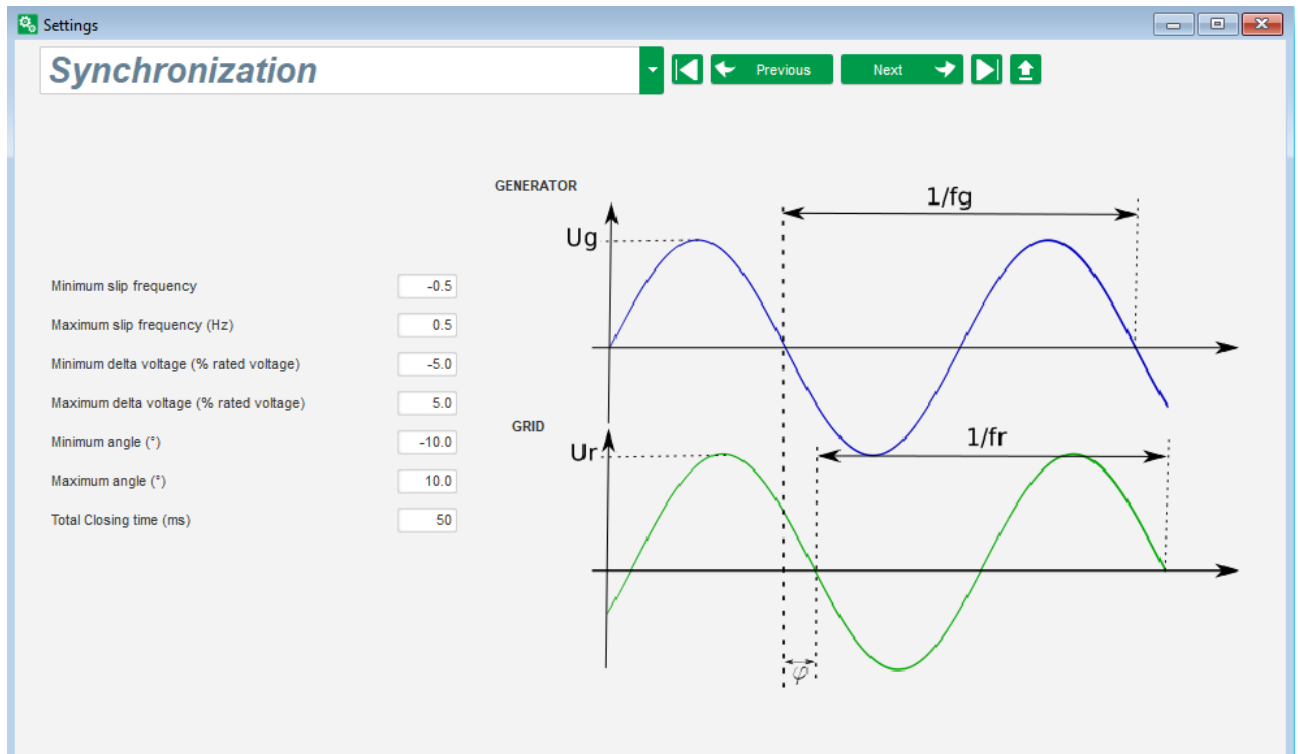 Settings
Synchronization
Previous
Next
GENERATOR
1/fg
Ug
Minimum slip frequency -0.5
Maximum slip frequency (Hz) 0.5
Minimum delta voltage (% rated voltage) -5.0
Maximum delta voltage (% rated voltage) 5.0
Minimum angle (°) -10.0
Maximum angle (°) 10.0
Total Closing time (ms) 50
GRID
Ur
1/fr
φ